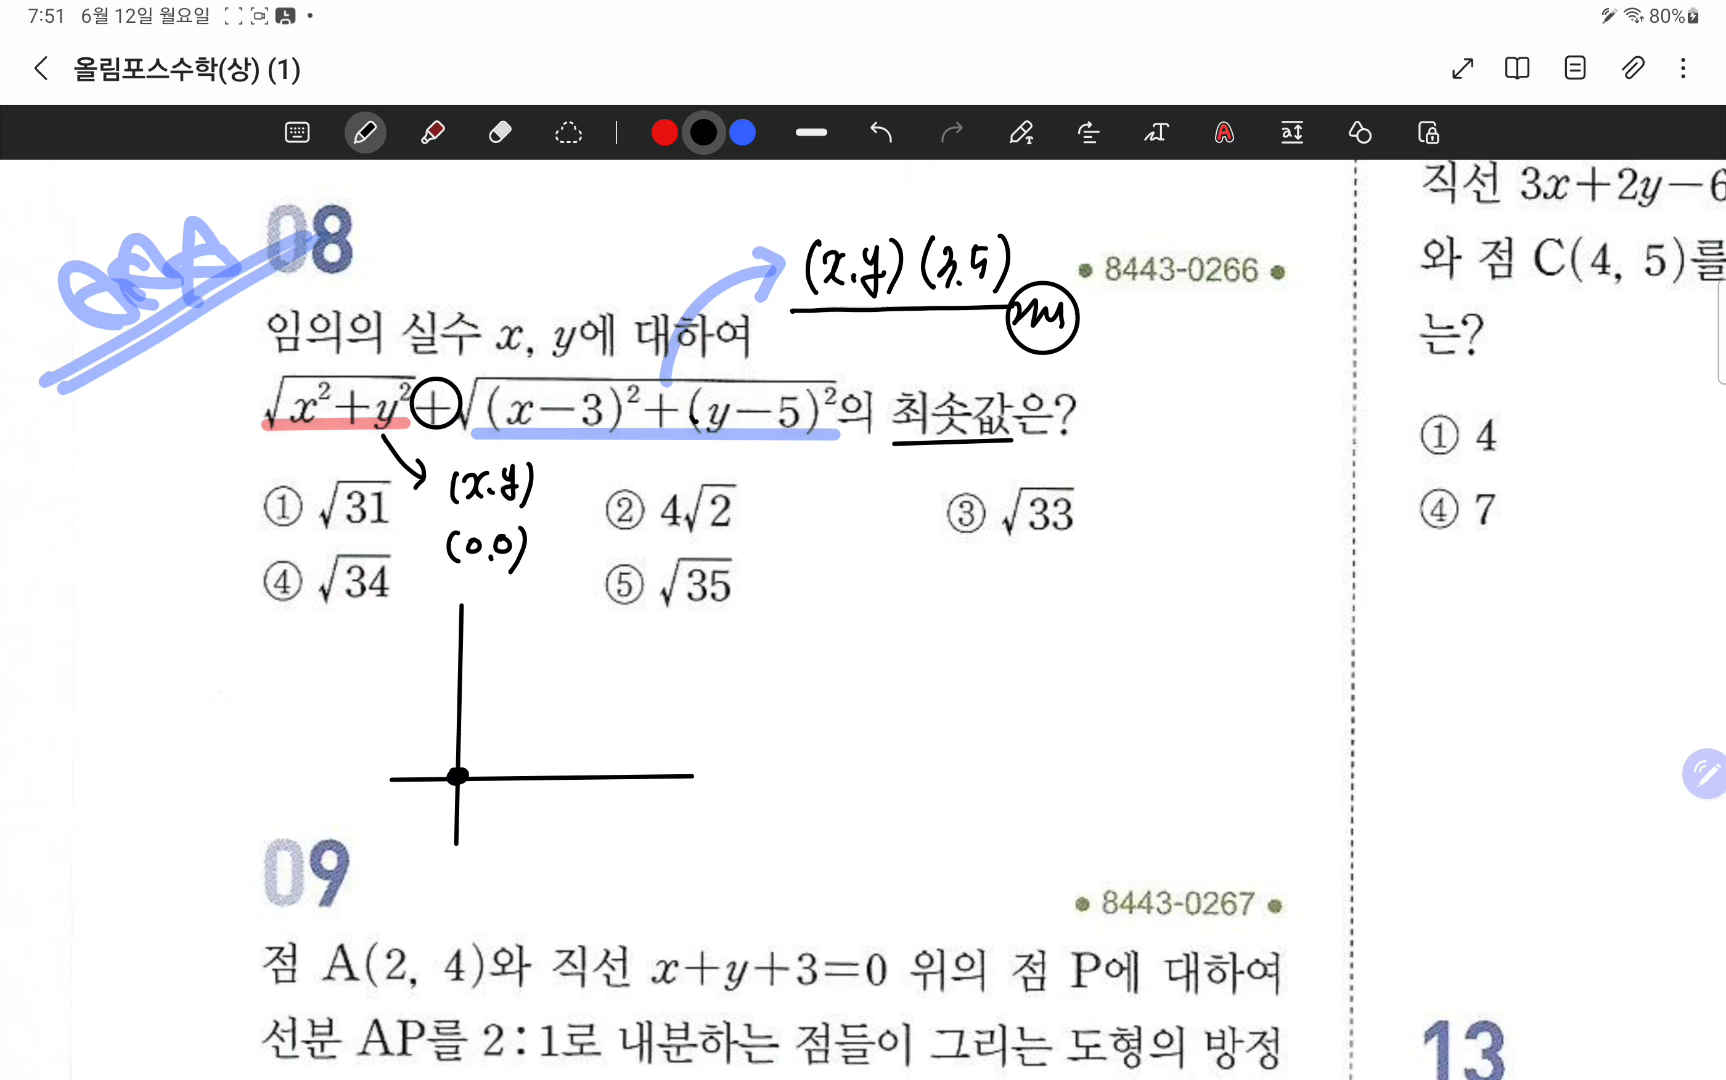 7:51 6월 12일 월요일
80%
올림포스수학(상) (1)
08
Q&A
(x.y) (3.5)
• 8443-0266 •
임의의 실수 x, y에 대하여
√x²+y² + √(x−3)²+(y−5)²의 최솟값은?
(x.y)
① √31 ② 4√2 ③ √33
(0.0)
④ √34 ⑤ √35
09
• 8443-0267 •
점 A(2, 4)와 직선 x+y+3=0 위의 점 P에 대하여
선분 AP를 2 : 1로 내분하는 점들이 그리는 도형의 방정
직선 3x+2y−6
와 점 C(4, 5)를
는?
① 4
④ 7
13